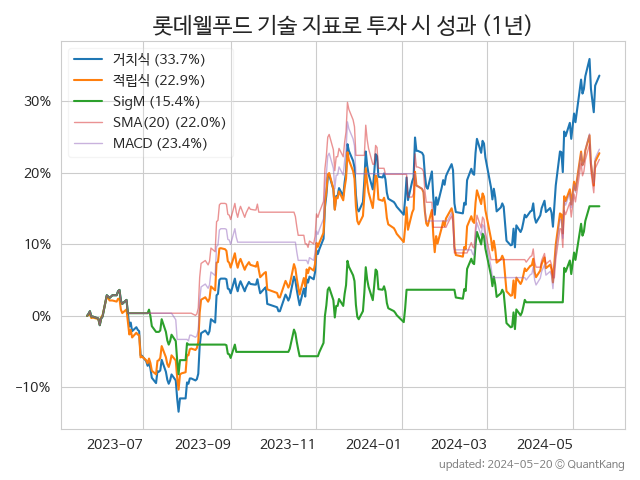 롯데웰푸드 기술 지표로 투자 시 성과 (1년)
거치식 (33.7%)
적립식 (22.9%)
SigM (15.4%)
SMA(20) (22.0%)
MACD (23.4%)
30%
20%
10%
0%
−10%
2023-07 2023-09 2023-11 2024-01 2024-03 2024-05
updated: 2024-05-20 ⓒ QuantKang